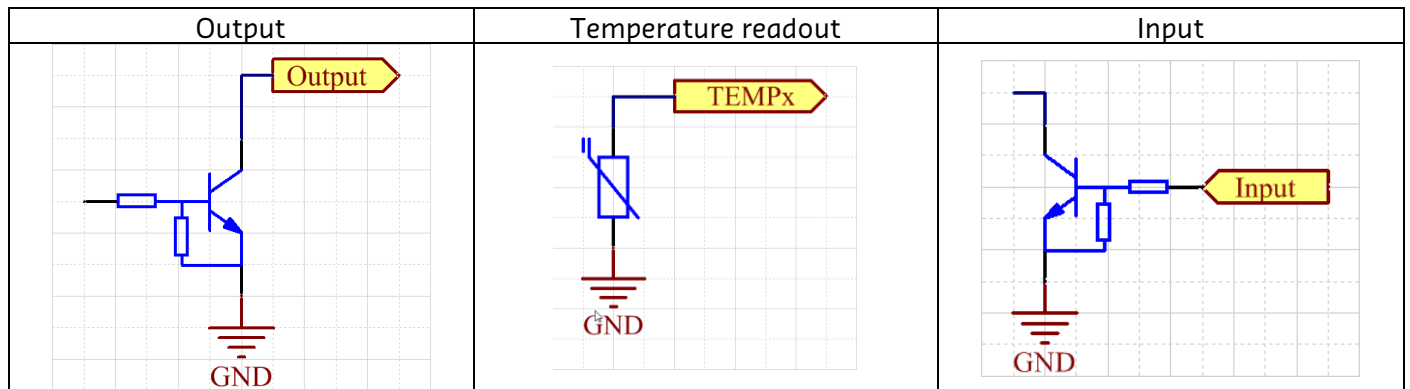 Output
Temperature readout
Input
Output
TEMPx
Input
GND
GND
GND